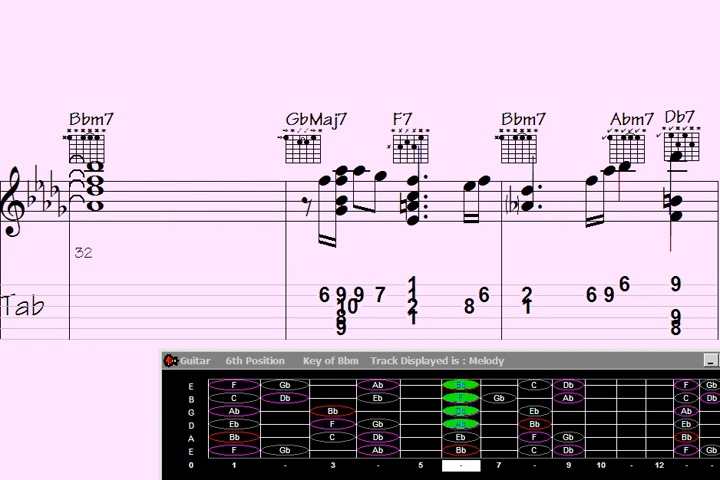 Bbm7 GbMaj7 F7 Bbm7 Abm7 Db7
32
1 6 9
6 9 9 7 1 6 2 6 9
Tab 10 2 8 1
8 1 9
9 8
Guitar 6th Position Key of Bbm Track Displayed is : Melody
E F Gb Ab Bb C Db F Gb
B C Db Eb F Gb Ab C Db
G Ab Bb Db Eb Ab
D Eb F Gb Ab Bb Eb
A Bb C Db Eb F Gb Bb
E F Gb Ab Bb C Db F Gb
0 1 - 3 - 5 - 7 - 9 10 - 12 - -